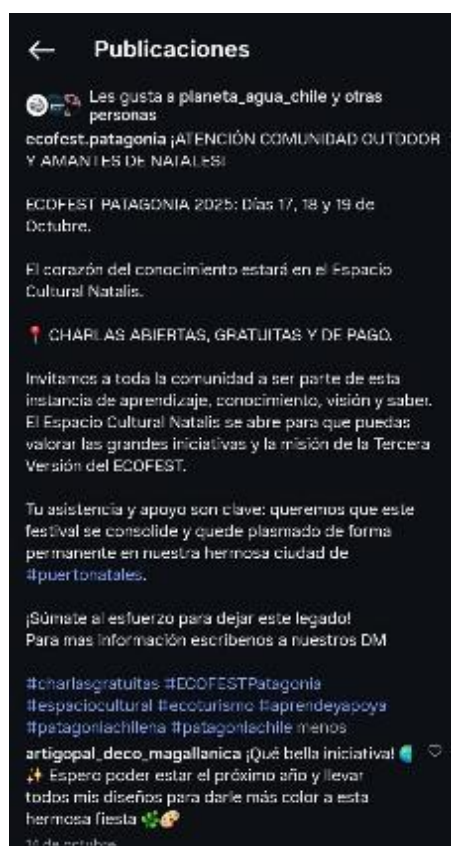 Publicaciones
Les gusta a planeta_agua_chile y otras
personas
ecofest.patagonia ¡ATENCIÓN COMUNIDAD OUTDOOR
Y AMANTES DE NATALES!
ECOFEST PATAGONIA 2025: Días 17, 18 y 19 de
Octubre.
El corazón del conocimiento estará en el Espacio
Cultural Natalis.
📍 CHARLAS ABIERTAS, GRATUITAS Y DE PAGO.
Invitamos a toda la comunidad a ser parte de esta
instancia de aprendizaje, conocimiento, visión y saber.
El Espacio Cultural Natalis se abre para que puedas
valorar las grandes iniciativas y la misión de la Tercera
Versión del ECOFEST.
Tu asistencia y apoyo son clave: queremos que este
festival se consolide y quede plasmado de forma
permanente en nuestra hermosa ciudad de
#puertonatales.
¡Súmate al esfuerzo para dejar este legado!
Para mas información escribenos a nuestros DM
#charlasgratuitas #ECOFESTPatagonia
#espaciocultural #ecoturismo #aprendeyapoya
#patagoniachilena #patagoniachile menos
artigopal_deco_magallanica ¡Qué bella iniciativa!
✨ Espero poder estar el próximo año y llevar
todos mis diseños para darle más color a esta
hermosa fiesta 🌿🎨
14 de octubre